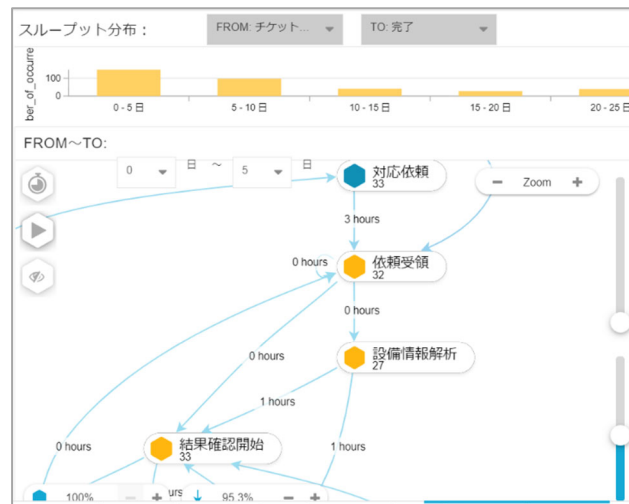 スループット分布：
FROM: チケット...
TO: 完了
ber_of_occurre
100
0
0 - 5 日
5 - 10 日
10 - 15 日
15 - 20 日
20 - 25 日
FROM～TO:
0
日
～
5
日
対応依頼
33
Zoom
3 hours
0 hours
依頼受領
32
0 hours
0 hours
設備情報解析
27
1 hours
0 hours
結果確認開始
33
1 hours
100%
urs
95.3%